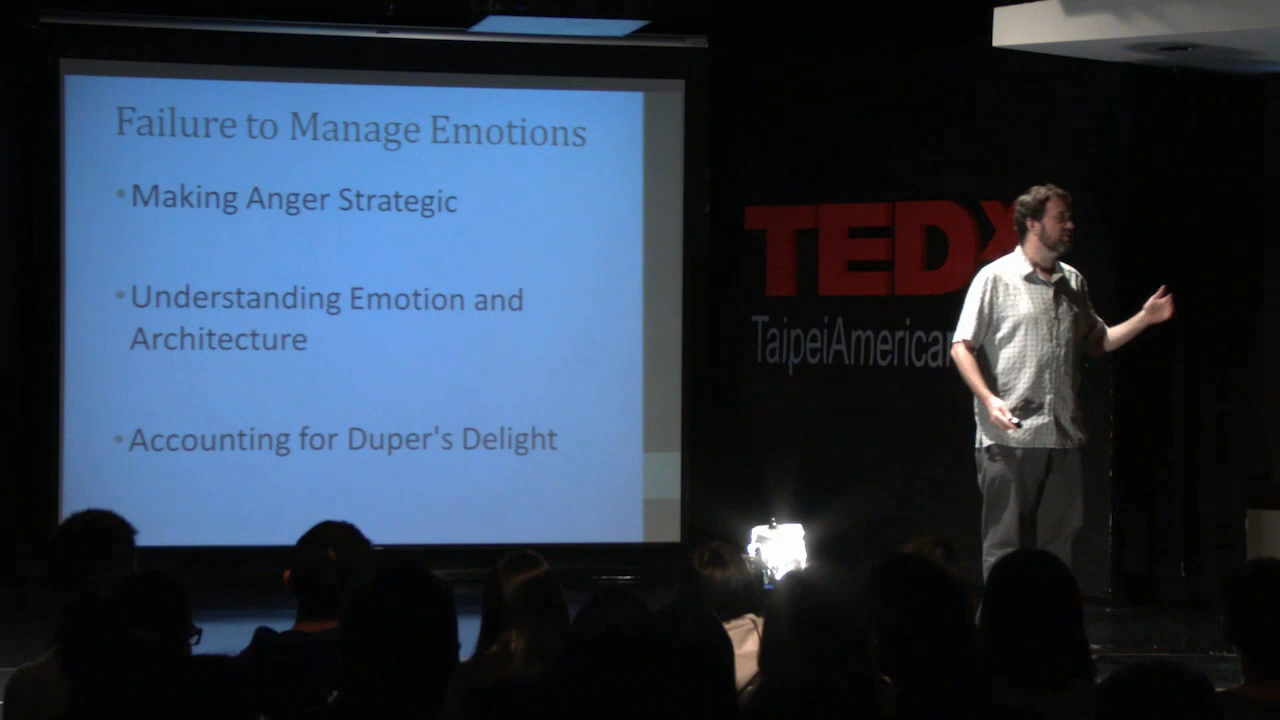 Failure to Manage Emotions
•Making Anger Strategic
•Understanding Emotion and
Architecture
•Accounting for Duper's Delight
TEDX
TaipeiAmerican